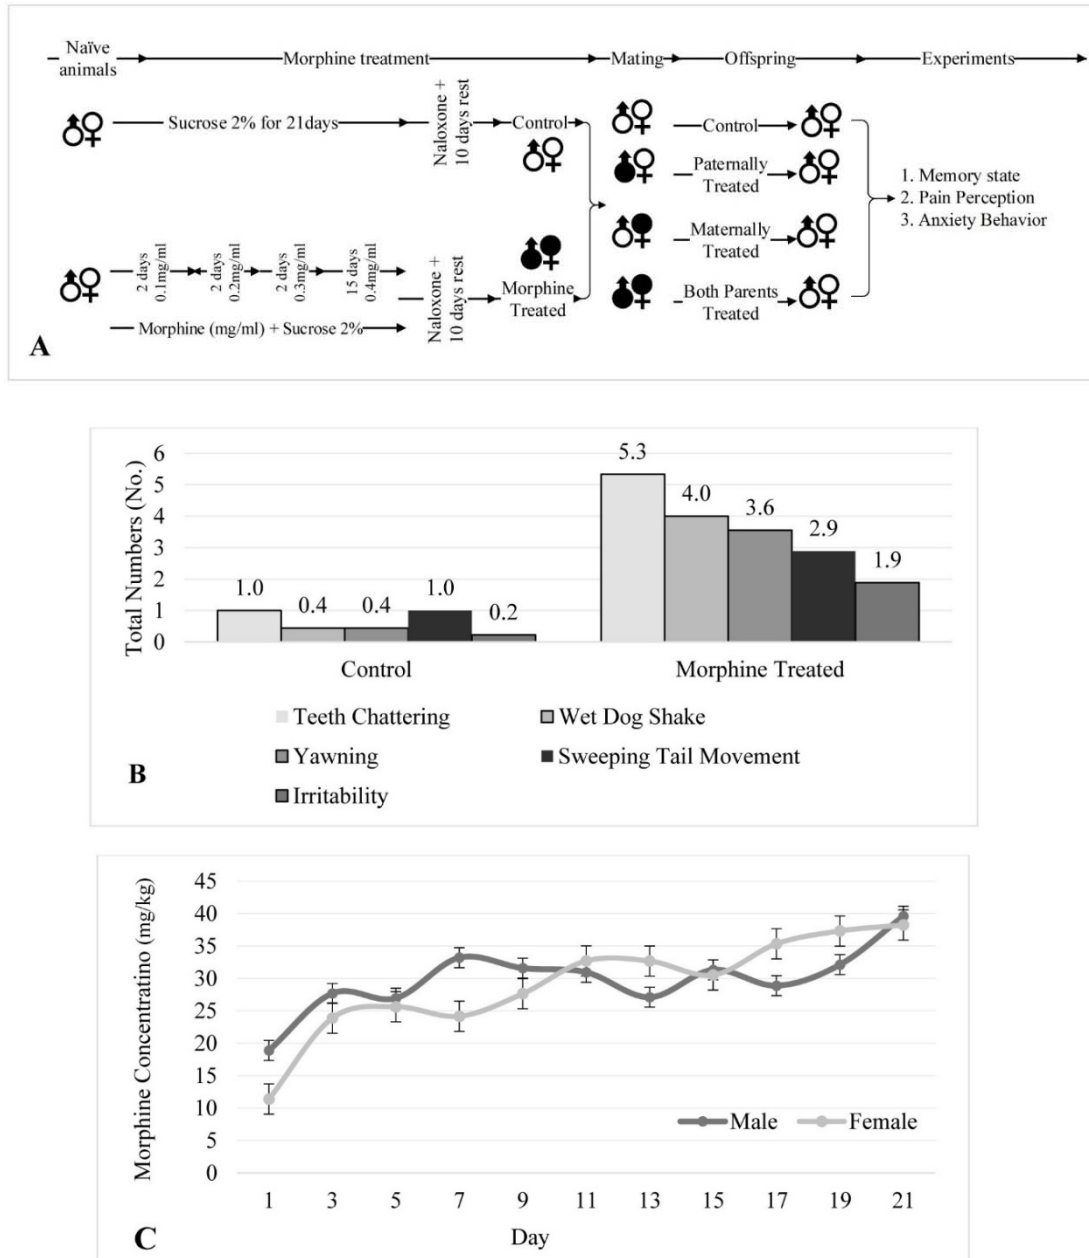 Naïve
animals
Morphine treatment
Mating
Offspring
Experiments
Sucrose 2% for 21days
Naloxone +
10 days rest
Control
Control
Paternally
Treated
1. Memory state
2. Pain Perception
3. Anxiety Behavior
2 days
0.1mg/ml
2 days
0.2mg/ml
2 days
0.3mg/ml
15 days
0.4mg/ml
Naloxone +
10 days rest
Morphine
Treated
Maternally
Treated
Both Parents
Treated
Morphine (mg/ml) + Sucrose 2%
A
Total Numbers (No.)
6
5
4
3
2
1
0
1.0
0.4
0.4
1.0
0.2
5.3
4.0
3.6
2.9
1.9
Control
Morphine Treated
Teeth Chattering
Wet Dog Shake
Yawning
Sweeping Tail Movement
Irritability
B
Morphine Concentratino (mg/kg)
45
40
35
30
25
20
15
10
5
0
Male
Female
1 3 5 7 9 11 13 15 17 19 21
Day
C